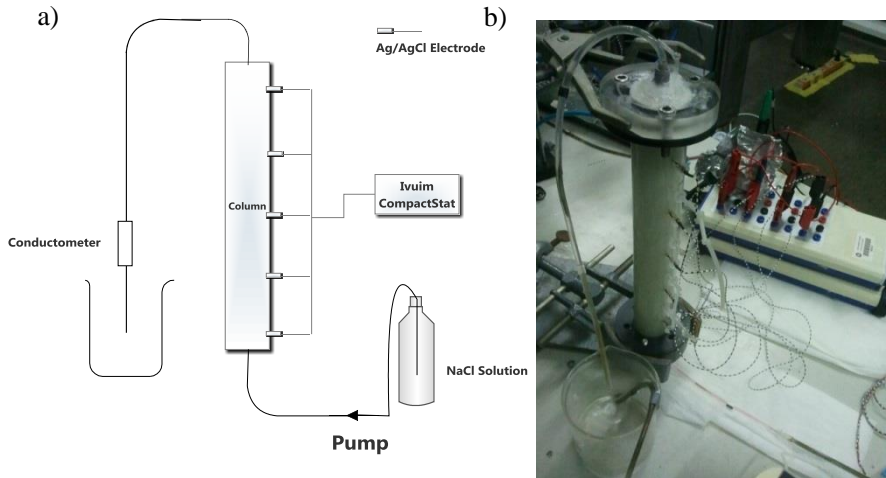 a)
b)
Ag/AgCl Electrode
Column
Ivuim
CompactStat
Conductometer
NaCl Solution
Pump